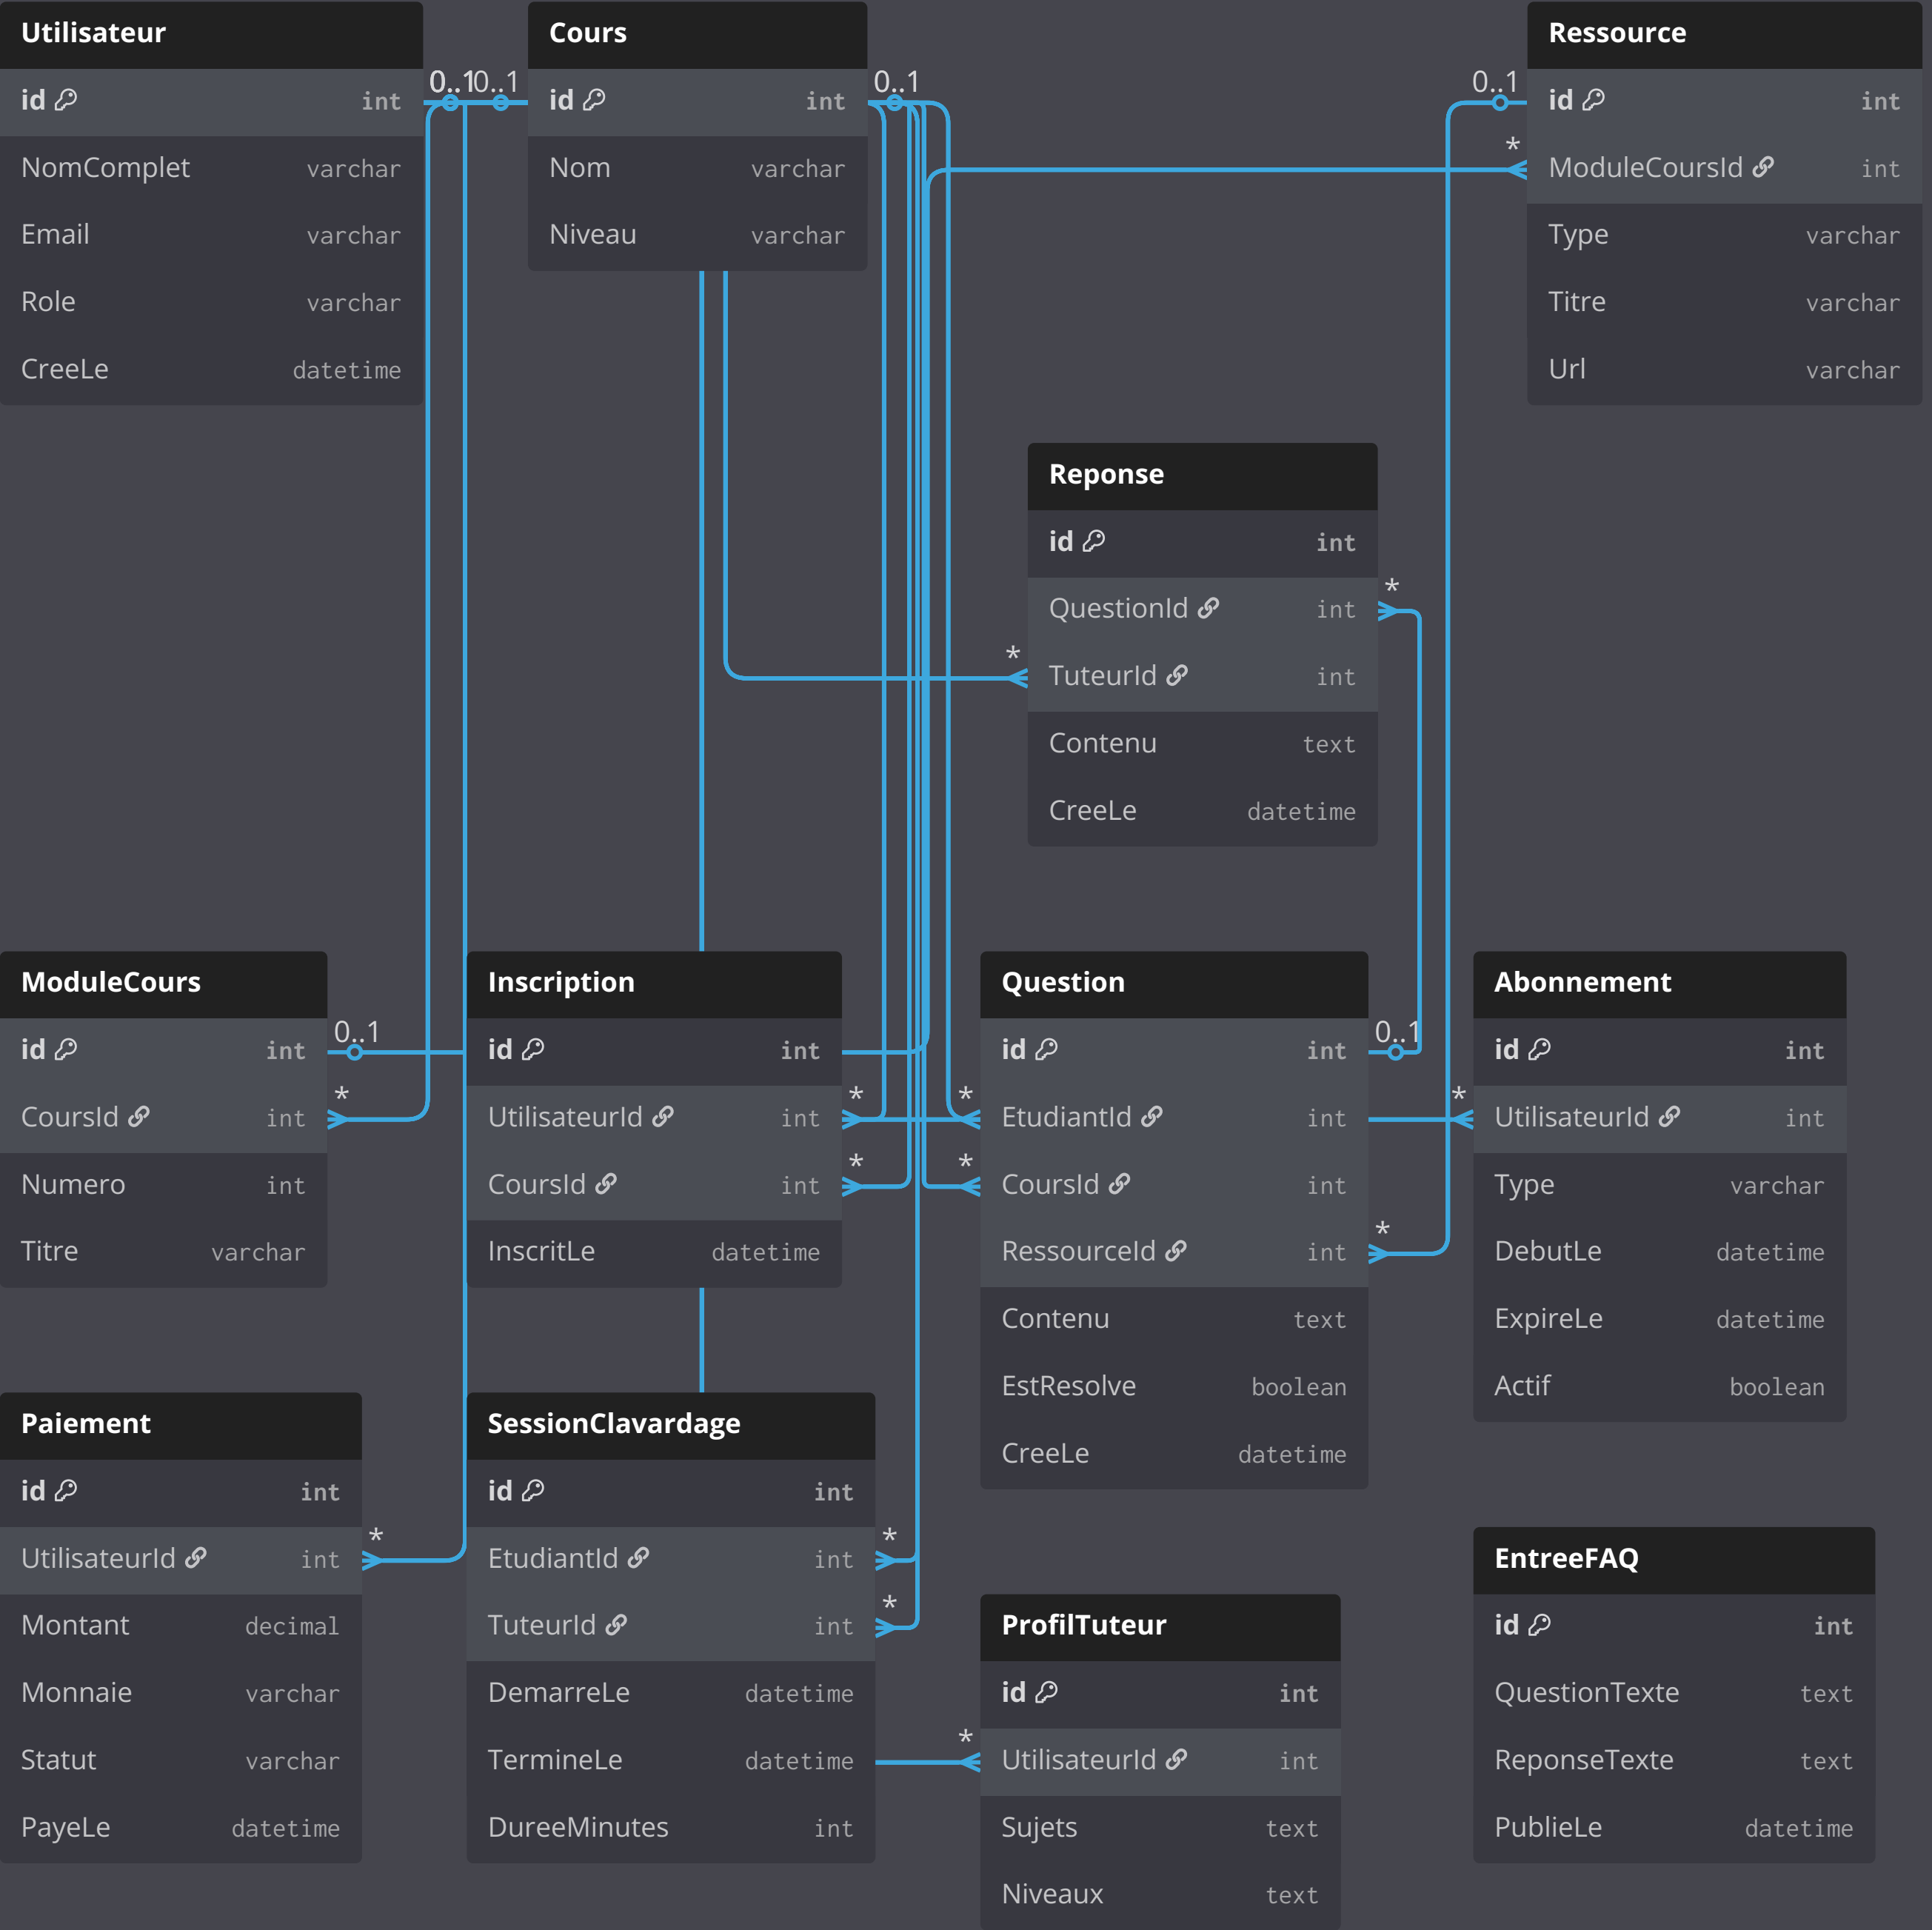 Utilisateur
id int
NomComplet varchar
Email varchar
Role varchar
CreeLe datetime
0..1
0..1
Cours
id int
Nom varchar
Niveau varchar
0..1
Ressource
0..1
id int
*
ModuleCoursId int
Type varchar
Titre varchar
Url varchar
Reponse
id int
*
QuestionId int
*
TuteurId int
Contenu text
CreeLe datetime
ModuleCours
id int
0..1
*
CoursId int
Numero int
Titre varchar
Inscription
id int
*
UtilisateurId int
*
CoursId int
InscritLe datetime
Question
id int
0..1
*
EtudiantId int
*
CoursId int
*
RessourceId int
Contenu text
EstResolve boolean
CreeLe datetime
Abonnement
id int
*
UtilisateurId int
Type varchar
DebutLe datetime
ExpireLe datetime
Actif boolean
Paiement
id int
*
UtilisateurId int
Montant decimal
Monnaie varchar
Statut varchar
PayeLe datetime
SessionClavardage
id int
*
EtudiantId int
*
TuteurId int
DemarreLe datetime
TermineLe datetime
DureeMinutes int
ProfilTuteur
id int
*
UtilisateurId int
Sujets text
Niveaux text
EntreeFAQ
id int
QuestionTexte text
ReponseTexte text
PublieLe datetime